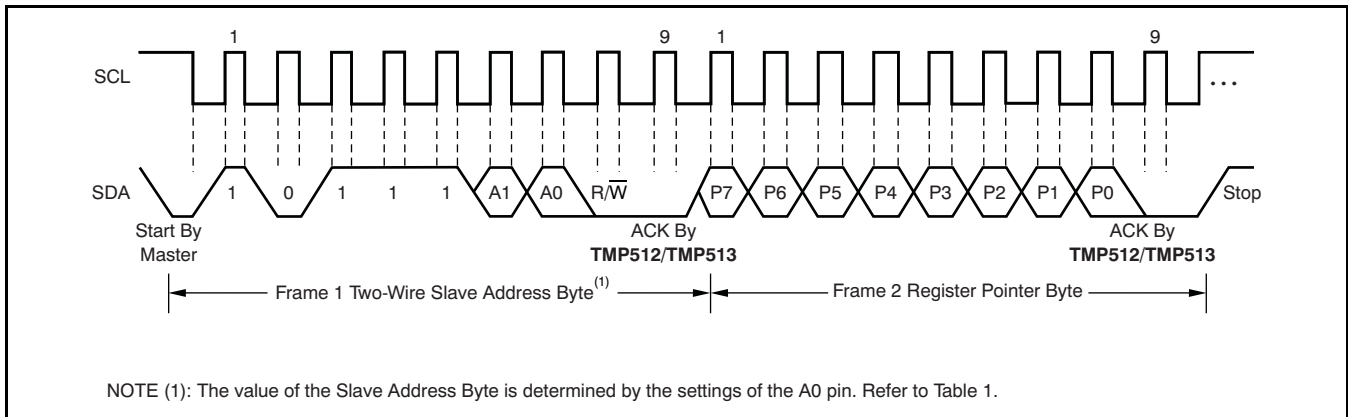 1 9 1 9
SCL ...
SDA 1 0 1 1 1 A1 A0 R/W̅ P7 P6 P5 P4 P3 P2 P1 P0 Stop
Start By ACK By ACK By
Master TMP512/TMP513 TMP512/TMP513
Frame 1 Two-Wire Slave Address Byte(1) Frame 2 Register Pointer Byte
NOTE (1): The value of the Slave Address Byte is determined by the settings of the A0 pin. Refer to Table 1.